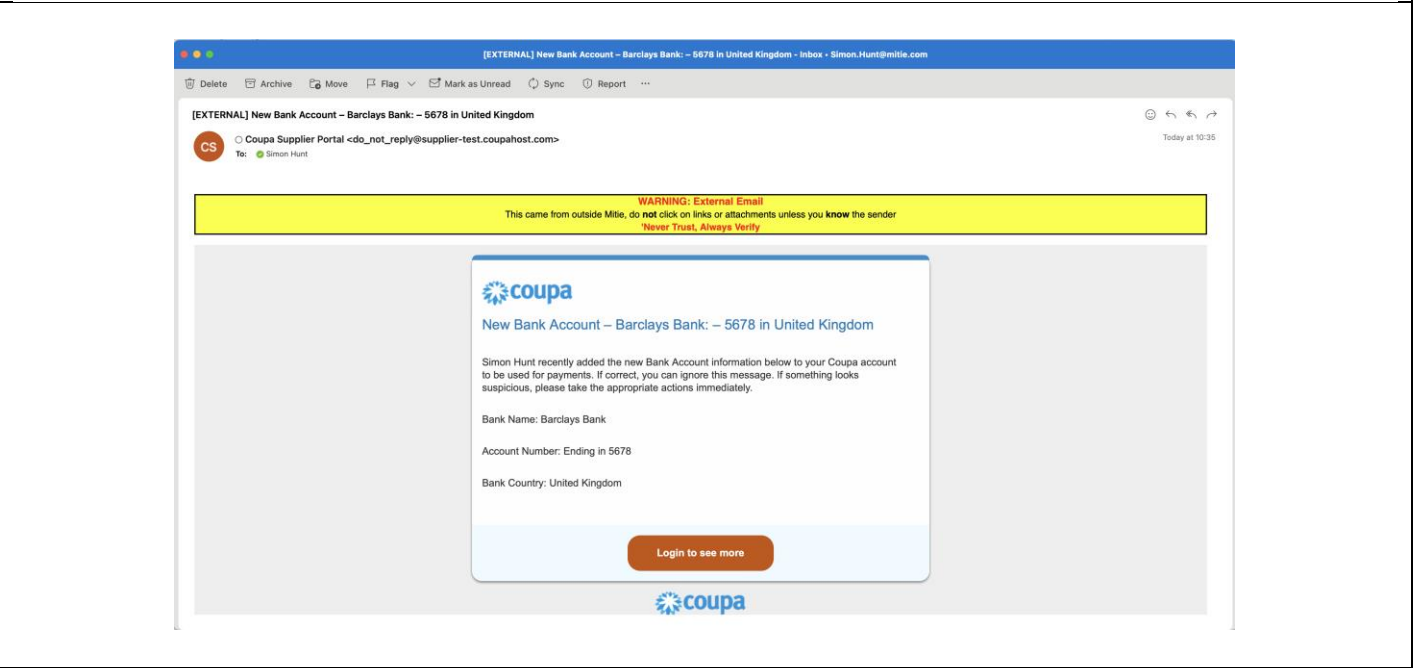 [EXTERNAL] New Bank Account – Barclays Bank: – 5678 in United Kingdom - Inbox - Simon.Hunt@mitie.com
Delete Archive Move Flag Mark as Unread Sync Report ...
[EXTERNAL] New Bank Account – Barclays Bank: – 5678 in United Kingdom
CS
Coupa Supplier Portal <do_not_reply@supplier-test.coupahost.com>
Today at 10:35
To: Simon Hunt
WARNING: External Email
This came from outside Mitie, do not click on links or attachments unless you know the sender
'Never Trust, Always Verify
coupa
New Bank Account – Barclays Bank: – 5678 in United Kingdom
Simon Hunt recently added the new Bank Account information below to your Coupa account
to be used for payments. If correct, you can ignore this message. If something looks
suspicious, please take the appropriate actions immediately.
Bank Name: Barclays Bank
Account Number: Ending in 5678
Bank Country: United Kingdom
Login to see more
coupa